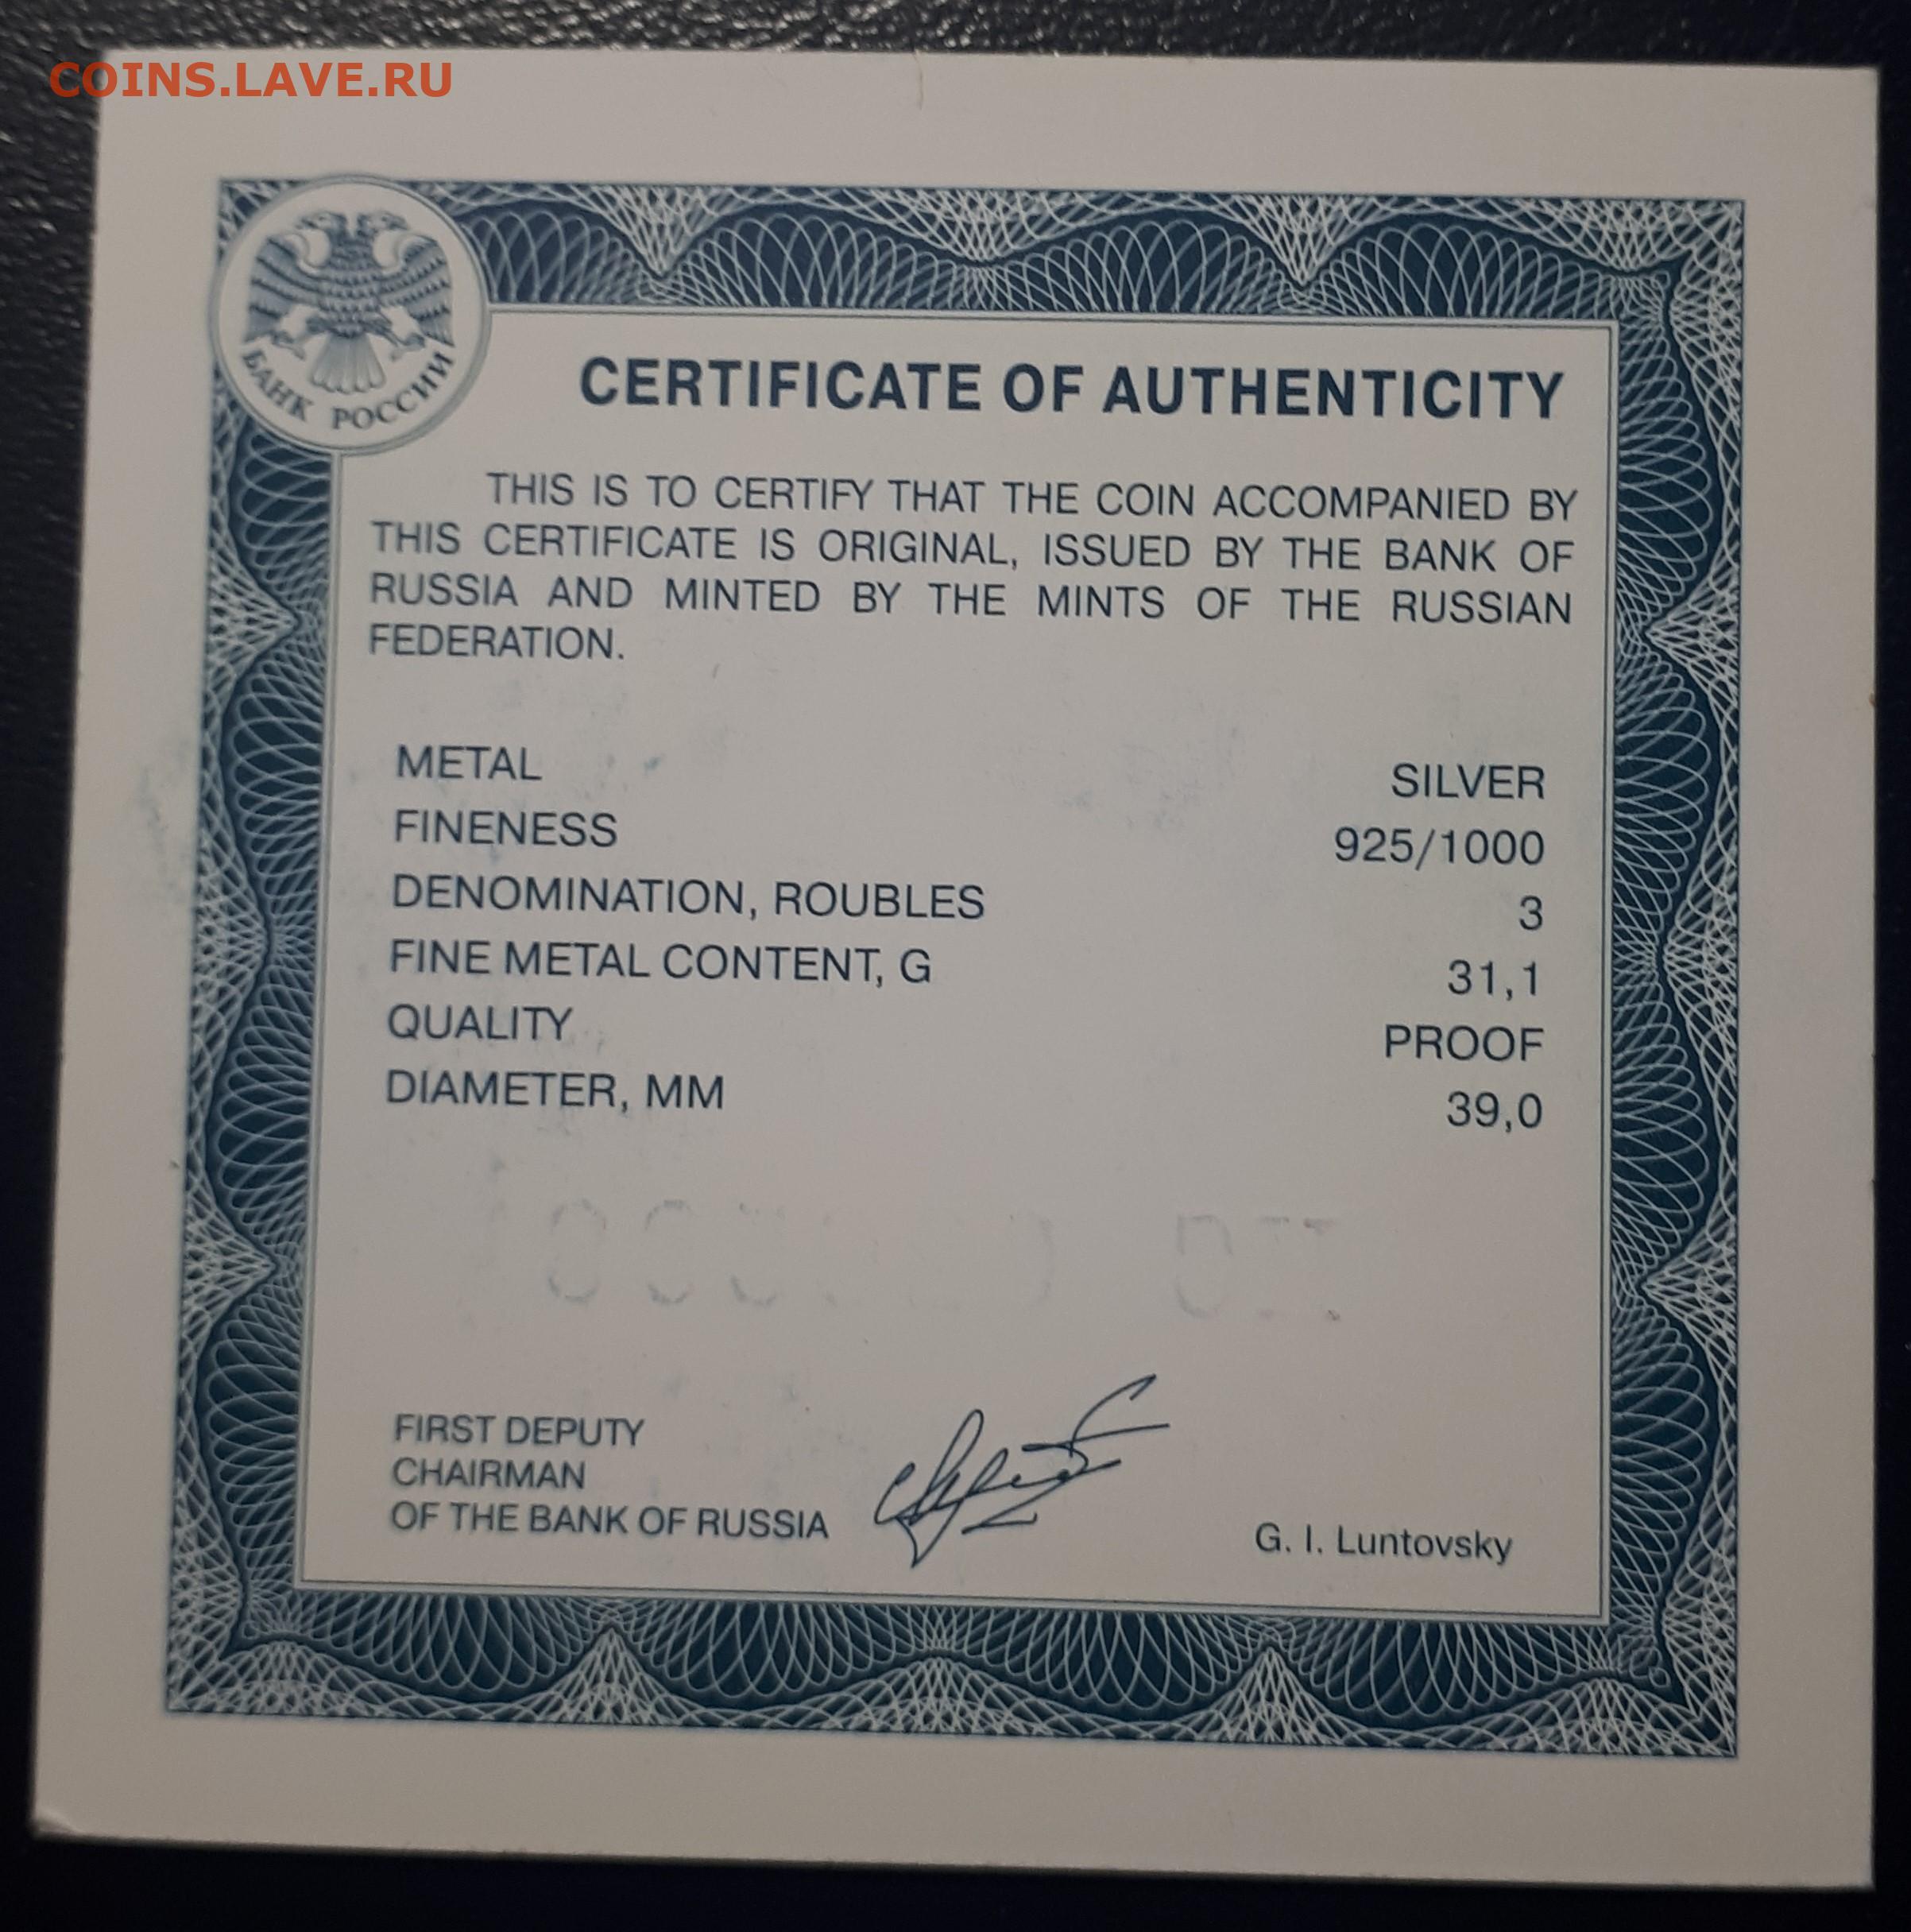 COINS.LAVE.RU
БАНК РОССИИ
CERTIFICATE OF AUTHENTICITY
THIS IS TO CERTIFY THAT THE COIN ACCOMPANIED BY
THIS CERTIFICATE IS ORIGINAL, ISSUED BY THE BANK OF
RUSSIA AND MINTED BY THE MINTS OF THE RUSSIAN
FEDERATION.
METAL SILVER
FINENESS 925/1000
DENOMINATION, ROUBLES 3
FINE METAL CONTENT, G 31,1
QUALITY PROOF
DIAMETER, MM 39,0
FIRST DEPUTY
CHAIRMAN
OF THE BANK OF RUSSIA G. I. Luntovsky